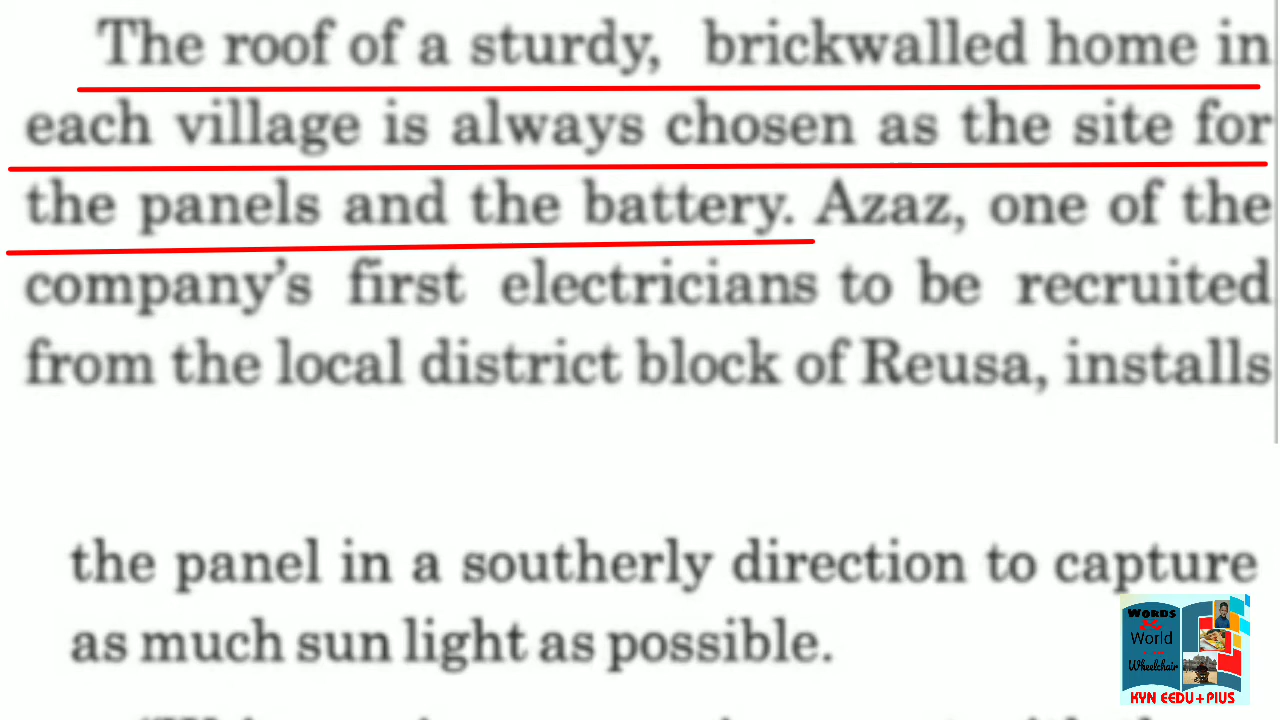 The roof of a sturdy, brickwalled home in
each village is always chosen as the site for
the panels and the battery. Azaz, one of the
company's first electricians to be recruited
from the local district block of Reusa, installs
the panel in a southerly direction to capture
as much sun light as possible.
WORDS
World
Wheelchair
KYN EEDU+PIUS